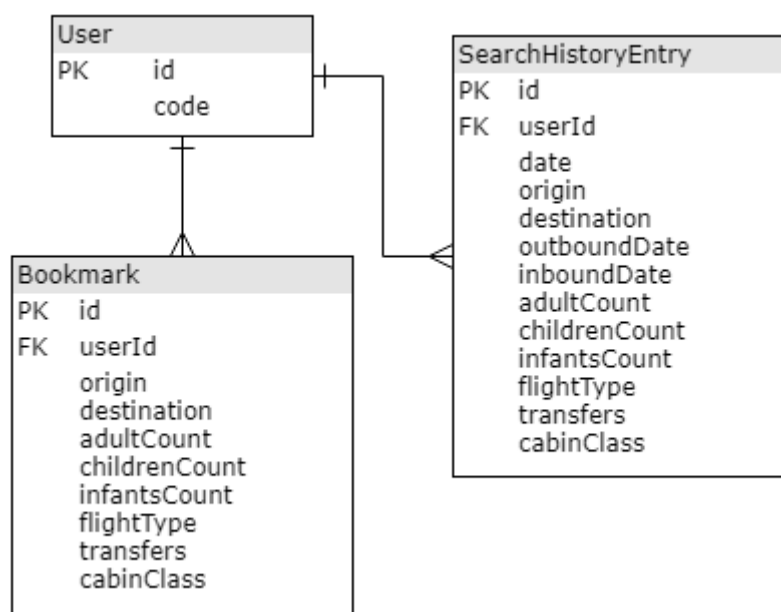 User
PK id
code
SearchHistoryEntry
PK id
FK userId
date
origin
destination
outboundDate
inboundDate
adultCount
childrenCount
infantsCount
flightType
transfers
cabinClass
Bookmark
PK id
FK userId
origin
destination
adultCount
childrenCount
infantsCount
flightType
transfers
cabinClass